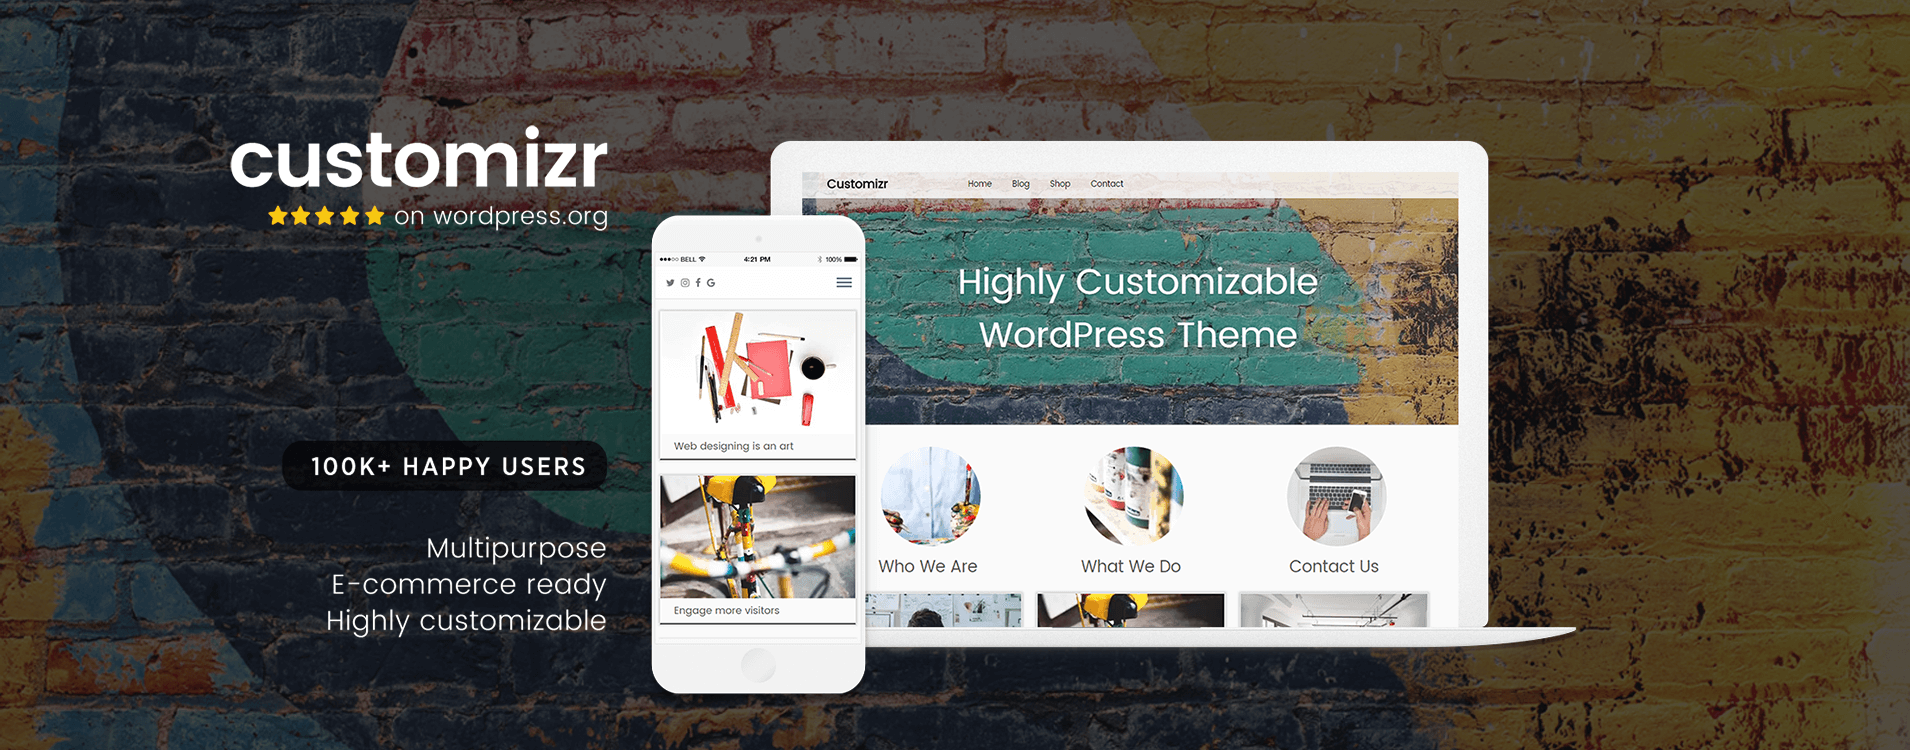 customizr
★★★★★ on wordpress.org
100K+ HAPPY USERS
Multipurpose
E-commerce ready
Highly customizable
BELL 4:21 PM 100%
Web designing is an art
Engage more visitors
Customizr Home Blog Shop Contact
Highly Customizable
WordPress Theme
Who We Are What We Do Contact Us